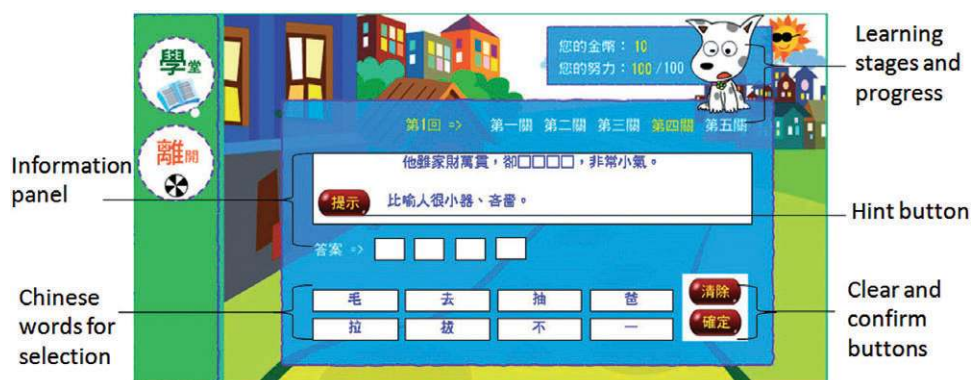 學堂
離開
您的金幣：10
您的努力：100/100
第1回 => 第一關 第二關 第三關 第四關 第五關
他雖家財萬貫，卻□□□□，非常小氣。
提示 比喻人很小器、吝嗇。
答案 =>
毛 去 抽 爸 清除
拉 拔 不 一 確定
Information panel
Chinese words for selection
Learning stages and progress
Hint button
Clear and confirm buttons